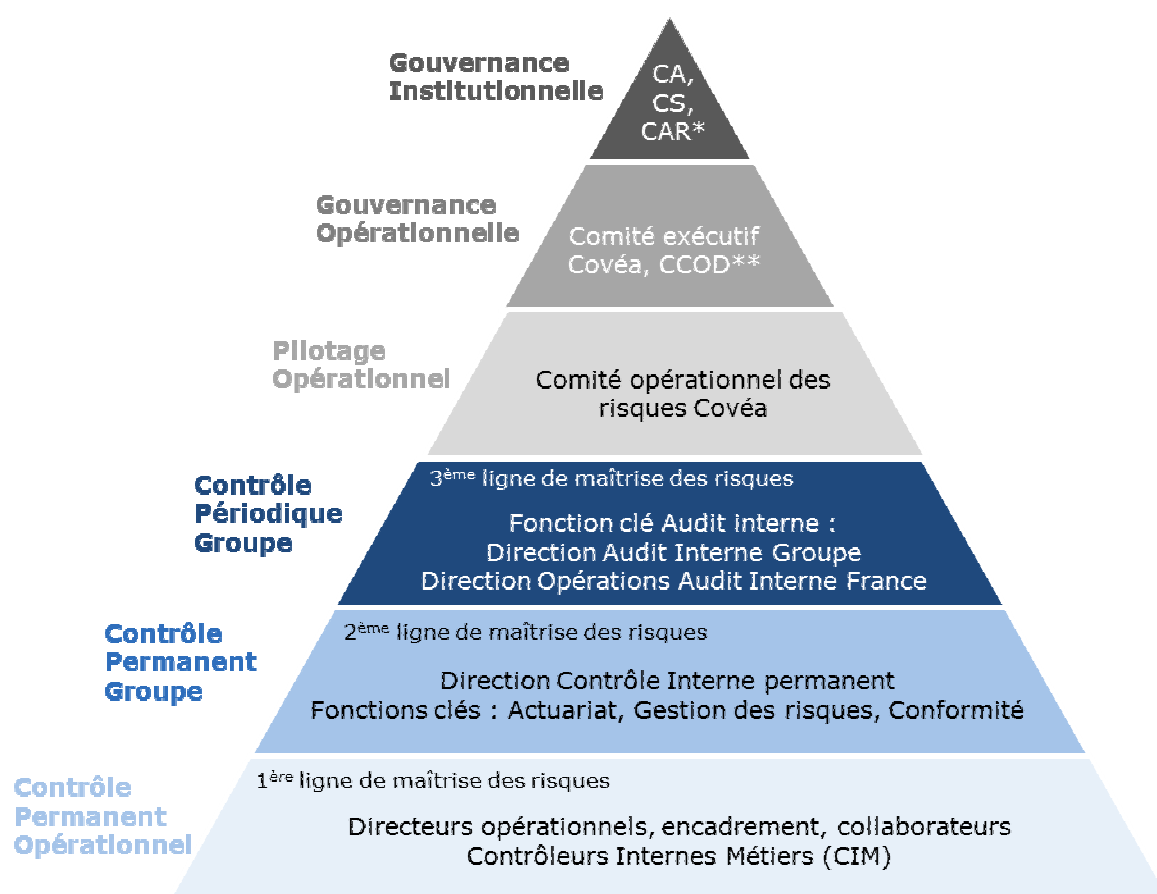 Gouvernance
Institutionnelle
CA,
CS,
CAR*
Gouvernance
Opérationnelle
Comité exécutif
Covéa, CCOD**
Pilotage
Opérationnel
Comité opérationnel des
risques Covéa
Contrôle
Périodique
Groupe
3ème ligne de maîtrise des risques
Fonction clé Audit interne :
Direction Audit Interne Groupe
Direction Opérations Audit Interne France
Contrôle
Permanent
Groupe
2ème ligne de maîtrise des risques
Direction Contrôle Interne permanent
Fonctions clés : Actuariat, Gestion des risques, Conformité
Contrôle
Permanent
Opérationnel
1ère ligne de maîtrise des risques
Directeurs opérationnels, encadrement, collaborateurs
Contrôleurs Internes Métiers (CIM)